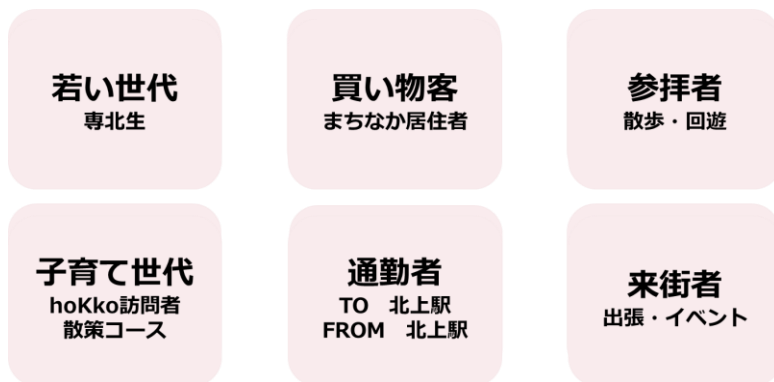 若い世代
専北生
買い物客
まちなか居住者
参拝者
散歩・回遊
子育て世代
hoKko訪問者
散策コース
通勤者
TO　北上駅
FROM　北上駅
来街者
出張・イベント